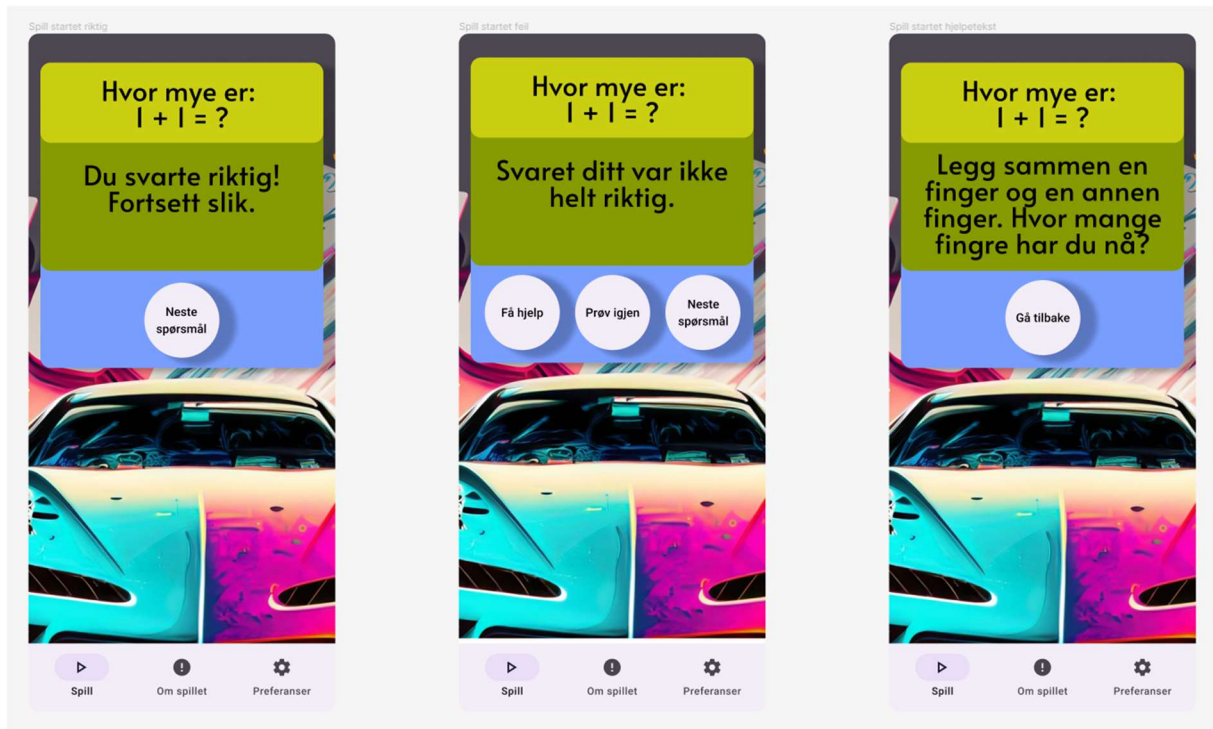 Spill startet riktig
Hvor mye er:
1 + 1 = ?
Du svarte riktig!
Fortsett slik.
Neste
spørsmål
Spill
Om spillet
Preferanser
Spill startet feil
Hvor mye er:
1 + 1 = ?
Svaret ditt var ikke
helt riktig.
Få hjelp
Prøv igjen
Neste
spørsmål
Spill
Om spillet
Preferanser
Spill startet hjelpetekst
Hvor mye er:
1 + 1 = ?
Legg sammen en
finger og en annen
finger. Hvor mange
fingre har du nå?
Gå tilbake
Spill
Om spillet
Preferanser